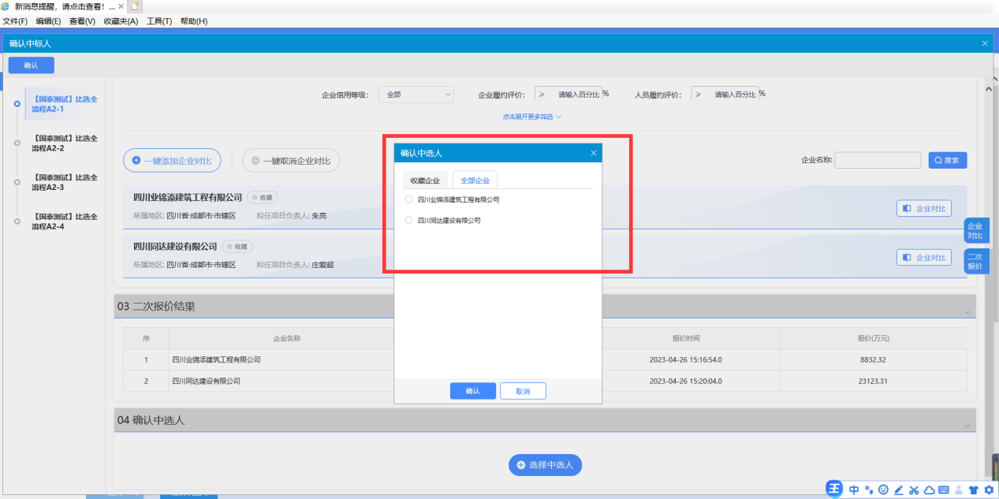 新消息提醒，请点击查看！...
文件(F) 编辑(E) 查看(V) 收藏夹(A) 工具(T) 帮助(H)
确认中标人
确认
【国泰测试】比选全流程A2-1
【国泰测试】比选全流程A2-2
【国泰测试】比选全流程A2-3
【国泰测试】比选全流程A2-4
企业信用等级: 全部 企业履约评价: ≥ 请输入百分比 % 人员履约评价: ≥ 请输入百分比 %
点击展开更多筛选
一键添加企业对比 一键取消企业对比 企业名称: 搜索
四川业锦添建筑工程有限公司 收藏
所属地区: 四川省·成都市·市辖区 拟任项目负责人: 朱亮
企业对比
四川同达建设有限公司 收藏
所属地区: 四川省·成都市·市辖区 拟任项目负责人: 庄爱超
企业对比
企业对比
二次报价
确认中选人
收藏企业 全部企业
四川业锦添建筑工程有限公司
四川同达建设有限公司
确认 取消
03 二次报价结果
序 企业名称 报价时间 报价(万元)
1 四川业锦添建筑工程有限公司 2023-04-26 15:16:54.0 8832.32
2 四川同达建设有限公司 2023-04-26 15:20:04.0 23123.31
04 确认中选人
选择中选人
王 中